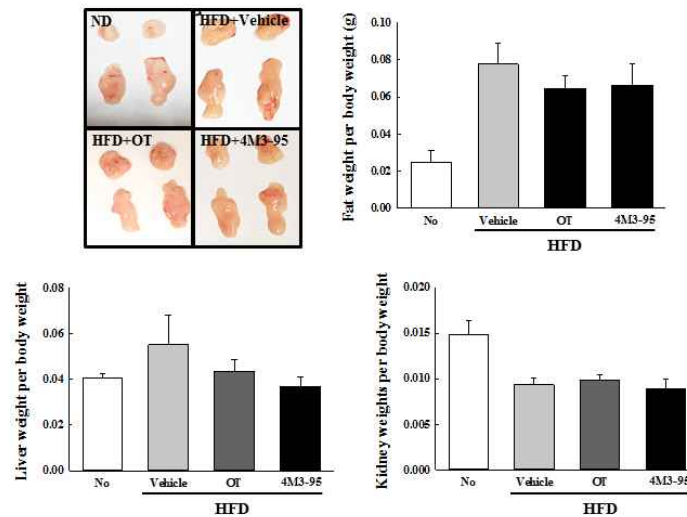 ND
HFD+Vehicle
HFD+OT
HFD+4M3-95
Fat weight per body weight (g)
0.10
0.08
0.06
0.04
0.02
0.00
No
Vehicle
OT
4M3-95
HFD
Liver weight per body weight
0.08
0.06
0.04
0.02
0.00
No
Vehicle
OT
4M3-95
HFD
Kidney weights per body weight
0.020
0.015
0.010
0.005
0.000
No
Vehicle
OT
4M3-95
HFD